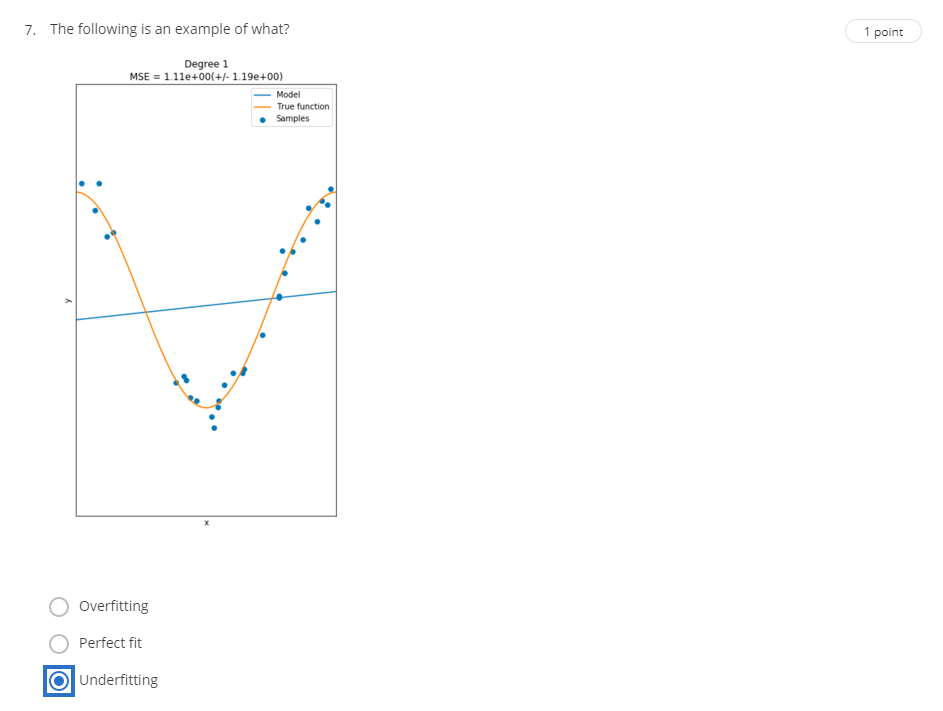 7. The following is an example of what?
1 point
Degree 1
MSE = 1.11e+00(+/- 1.19e+00)
Model
True function
Samples
y
x
Overfitting
Perfect fit
Underfitting